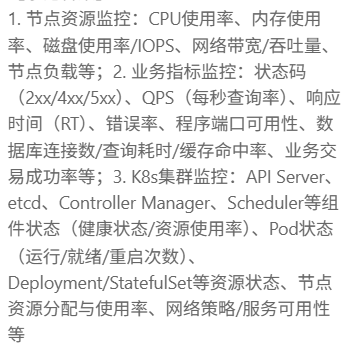 1. 节点资源监控：CPU使用率、内存使用
率、磁盘使用率/IOPS、网络带宽/吞吐量、
节点负载等；2. 业务指标监控：状态码
（2xx/4xx/5xx）、QPS（每秒查询率）、响应
时间（RT）、错误率、程序端口可用性、数
据库连接数/查询耗时/缓存命中率、业务交
易成功率等；3. K8s集群监控：API Server、
etcd、Controller Manager、Scheduler等组
件状态（健康状态/资源使用率）、Pod状态
（运行/就绪/重启次数）、
Deployment/StatefulSet等资源状态、节点
资源分配与使用率、网络策略/服务可用性
等